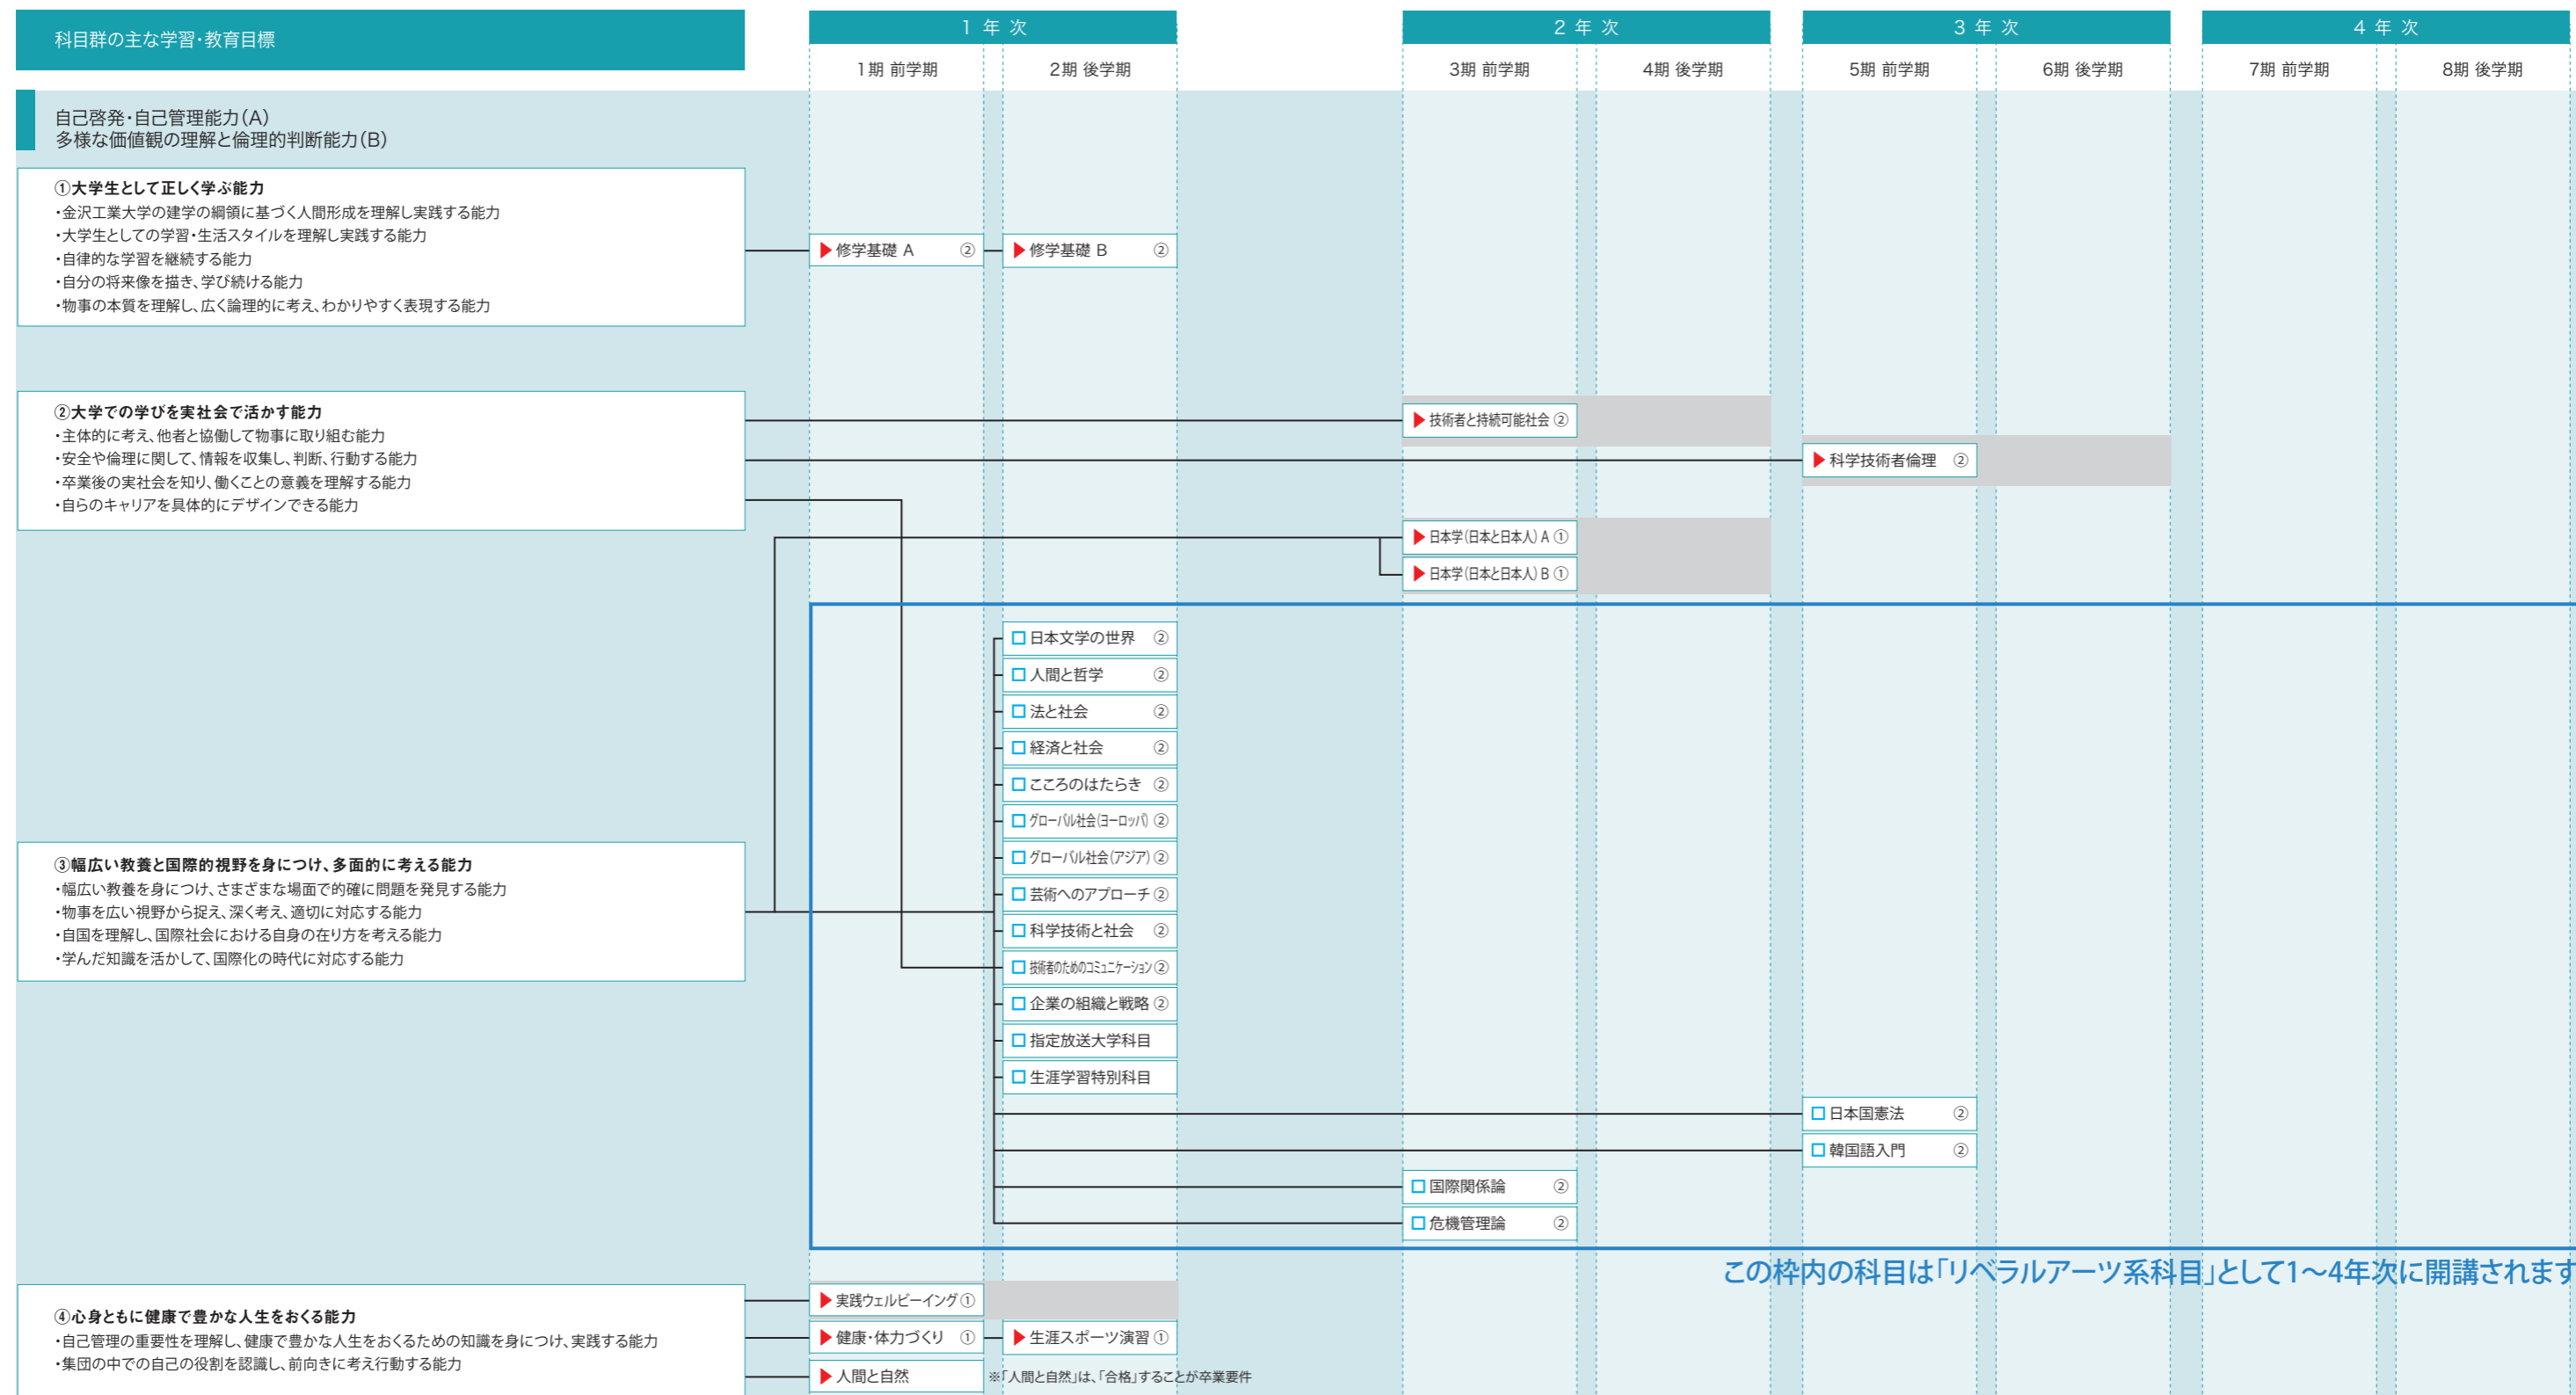 科目群の主な学習・教育目標
1 年 次
2 年 次
3 年 次
4 年 次
1期 前学期
2期 後学期
3期 前学期
4期 後学期
5期 前学期
6期 後学期
7期 前学期
8期 後学期
自己啓発・自己管理能力(A)
多様な価値観の理解と倫理的判断能力(B)
①大学生として正しく学ぶ能力
・金沢工業大学の建学の綱領に基づく人間形成を理解し実践する能力
・大学生としての学習・生活スタイルを理解し実践する能力
・自律的な学習を継続する能力
・自分の将来像を描き、学び続ける能力
・物事の本質を理解し、広く論理的に考え、わかりやすく表現する能力
▶修学基礎 A ②
▶修学基礎 B ②
②大学での学びを実社会で活かす能力
・主体的に考え、他者と協働して物事に取り組む能力
・安全や倫理に関して、情報を収集し、判断、行動する能力
・卒業後の実社会を知り、働くことの意義を理解する能力
・自らのキャリアを具体的にデザインできる能力
▶技術者と持続可能社会 ②
▶科学技術者倫理 ②
▶日本学(日本と日本人) A ①
▶日本学(日本と日本人) B ①
□日本文学の世界 ②
□人間と哲学 ②
□法と社会 ②
□経済と社会 ②
□こころのはたらき ②
□グローバル社会(ヨーロッパ) ②
□グローバル社会(アジア) ②
□芸術へのアプローチ ②
□科学技術と社会 ②
□技術者のためのコミュニケーション ②
□企業の組織と戦略 ②
□指定放送大学科目
□生涯学習特別科目
③幅広い教養と国際的視野を身につけ、多面的に考える能力
・幅広い教養を身につけ、さまざまな場面で的確に問題を発見する能力
・物事を広い視野から捉え、深く考え、適切に対応する能力
・自国を理解し、国際社会における自身の在り方を考える能力
・学んだ知識を活かして、国際化の時代に対応する能力
□日本国憲法 ②
□韓国語入門 ②
□国際関係論 ②
□危機管理論 ②
この枠内の科目は「リベラルアーツ系科目」として1〜4年次に開講されます
④心身ともに健康で豊かな人生をおくる能力
・自己管理の重要性を理解し、健康で豊かな人生をおくるための知識を身につけ、実践する能力
・集団の中での自己の役割を認識し、前向きに考え行動する能力
▶実践ウェルビーイング ①
▶健康・体力づくり ①
▶生涯スポーツ演習 ①
▶人間と自然
※「人間と自然」は、「合格」することが卒業要件